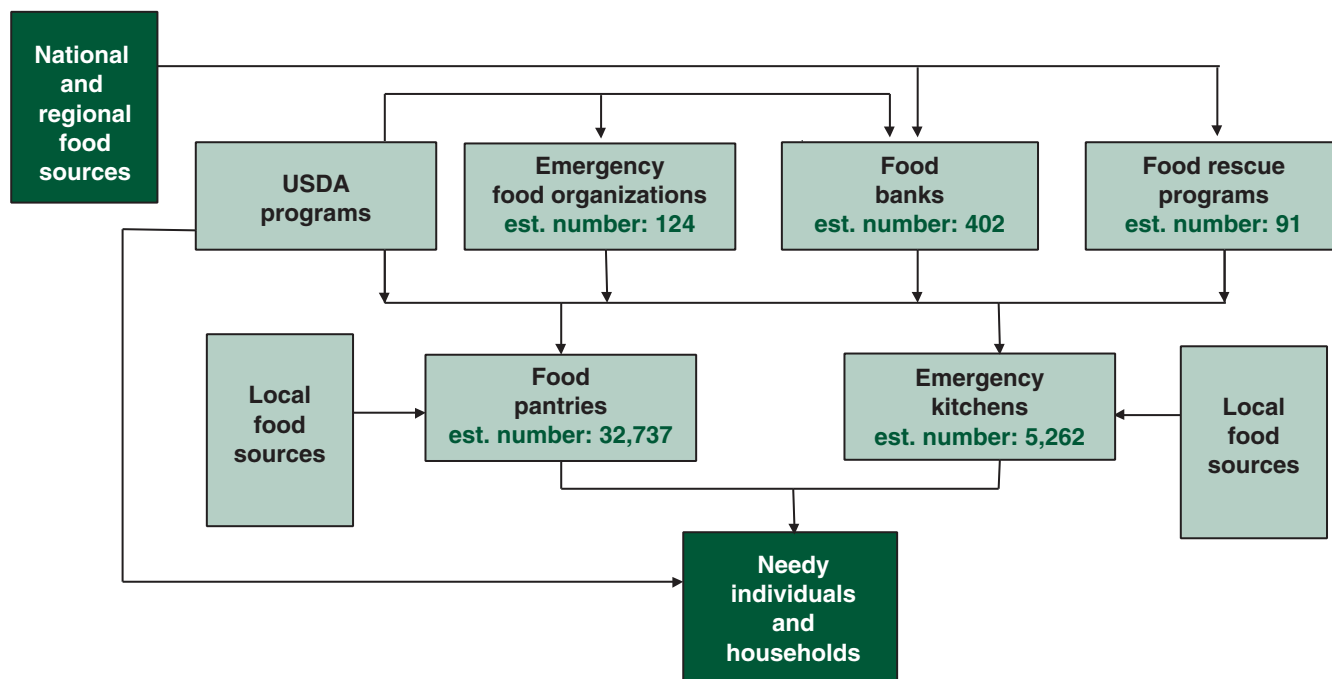 National
and
regional
food
sources
USDA
programs
Emergency
food organizations
est. number: 124
Food
banks
est. number: 402
Food rescue
programs
est. number: 91
Local
food
sources
Food
pantries
est. number: 32,737
Emergency
kitchens
est. number: 5,262
Local
food
sources
Needy
individuals
and
households